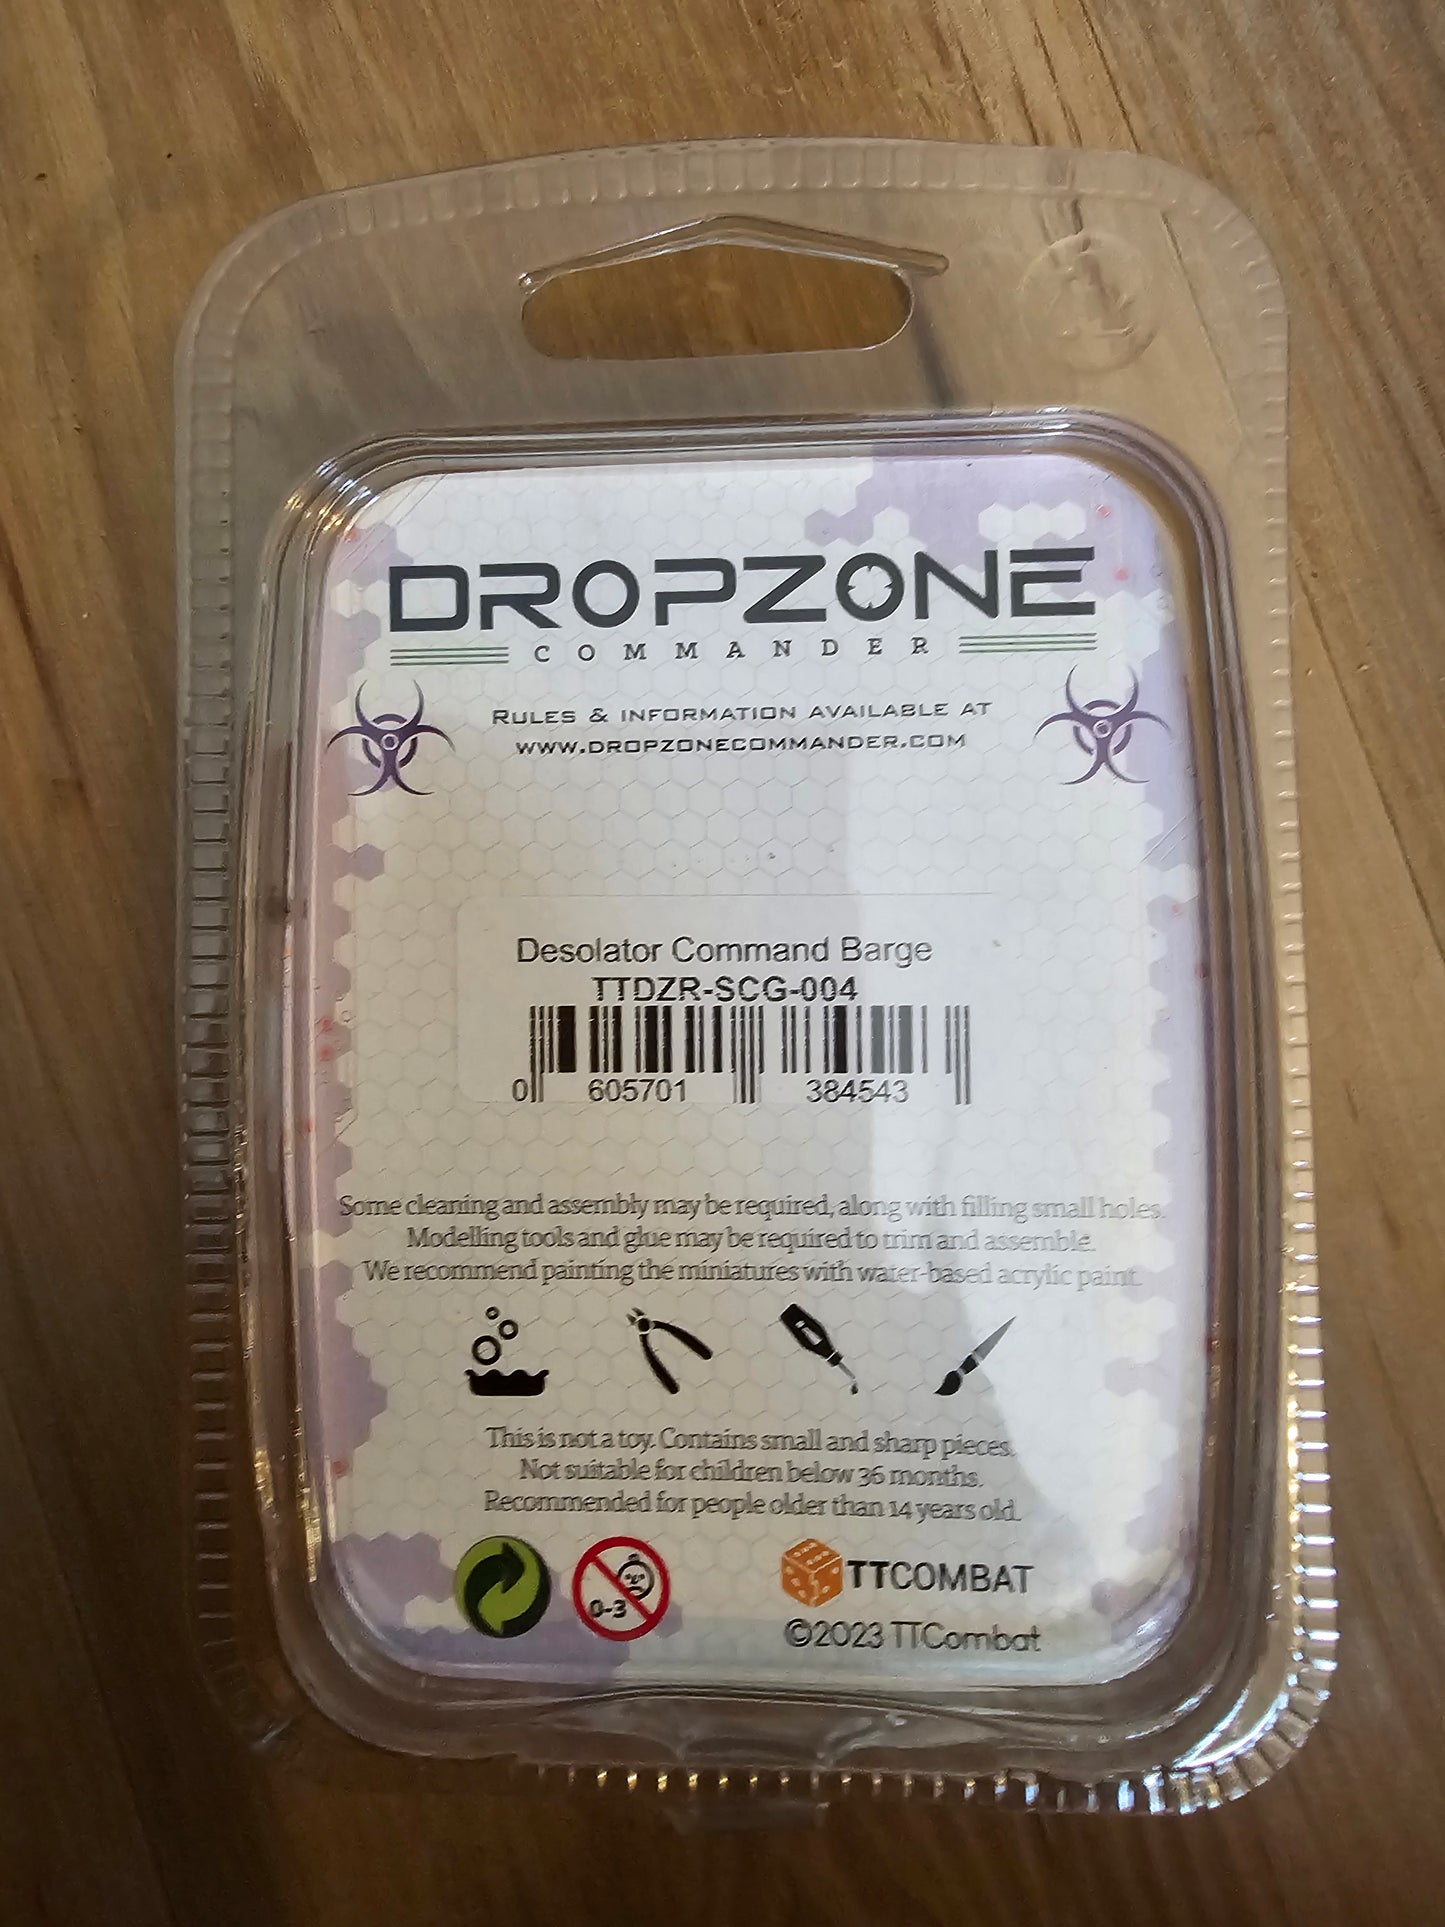 DROPZONE
COMMANDER
RULES & INFORMATION AVAILABLE AT
WWW.DROPZONECOMMANDER.COM
Desolator Command Barge
TTDZR-SCG-004
0 605701 384543
Some cleaning and assembly may be required, along with filling small holes.
Modelling tools and glue may be required to trim and assemble.
We recommend painting the miniatures with water-based acrylic paint.
This is not a toy. Contains small and sharp pieces.
Not suitable for children below 36 months.
Recommended for people older than 14 years old.
0-3
TTCOMBAT
©2023 TTCombat